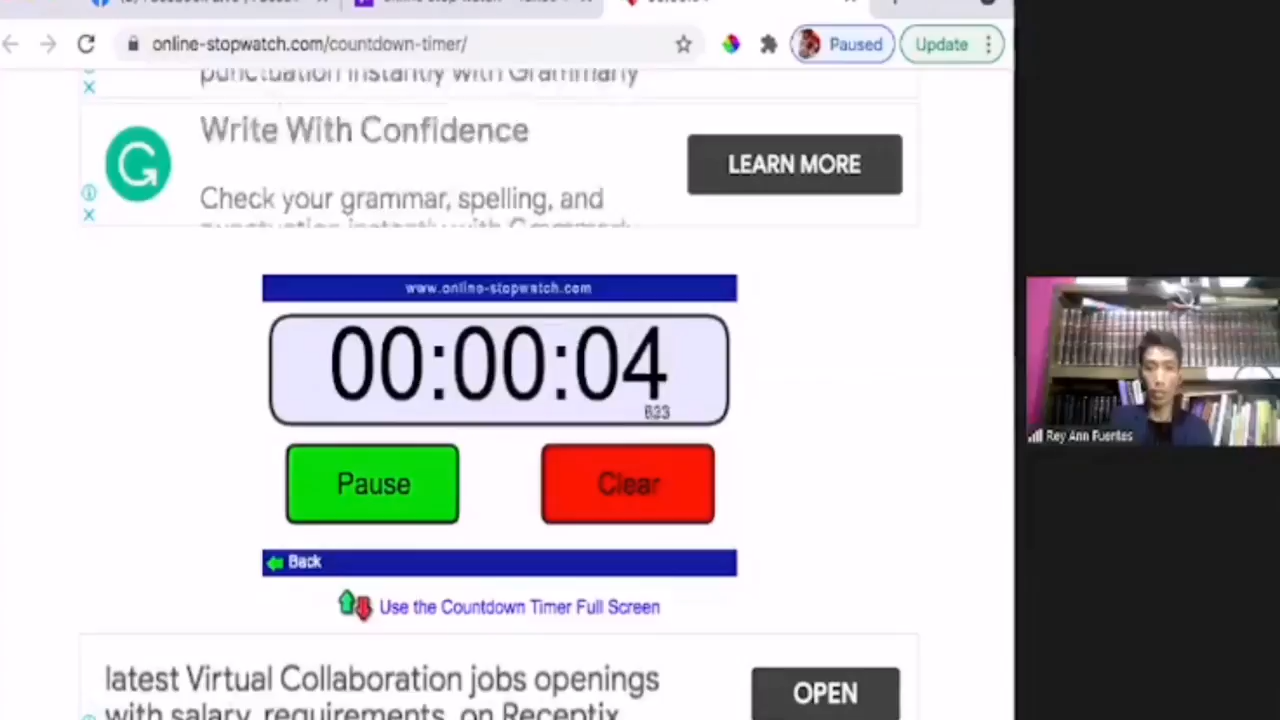 online-stopwatch.com/countdown-timer/
Paused
Update
punctuation instantly with Grammarly
Write With Confidence
LEARN MORE
Check your grammar, spelling, and
www.online-stopwatch.com
00:00:04
623
Pause
Clear
Rey Ann Fuentes
Back
Use the Countdown Timer Full Screen
latest Virtual Collaboration jobs openings
OPEN
with salary, requirements, on Receptix